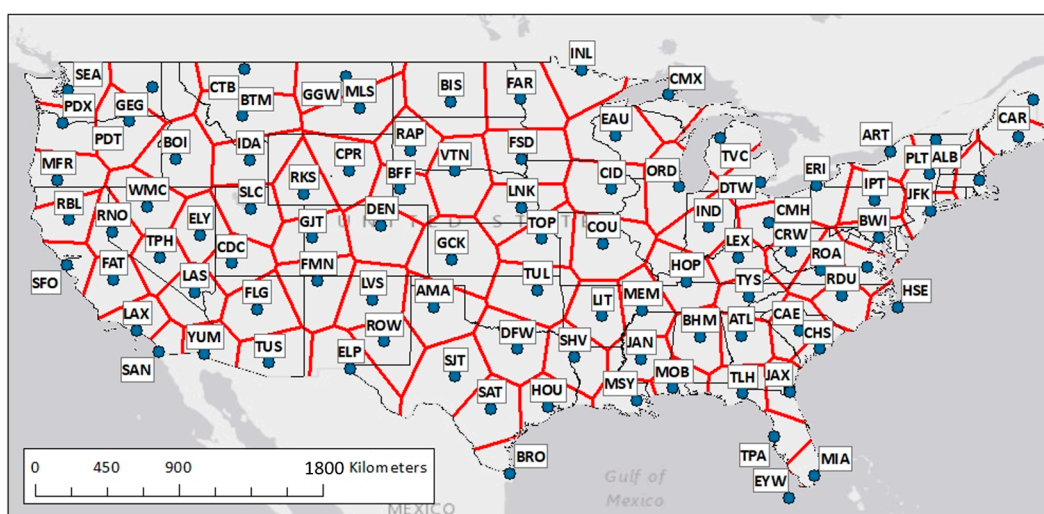 INL
SEA
CMX
CTB
GGW
MLS
BIS
FAR
BTM
PDX
GEG
EAU
CAR
ART
PDT
BOI
IDA
RAP
FSD
TVC
PLT
ALB
MFR
CPR
VTN
ERI
WMC
SLC
RKS
BFF
LNK
CID
ORD
DTW
IPT
JFK
RBL
RNO
ELY
GJT
DEN
IND
CMH
BWI
UNITED STATE
TPH
CDC
GCK
TOP
COU
LEX
CRW
ROA
SFO
FAT
LAS
FMN
TUL
HOP
TYS
RDU
HSE
FLG
LVS
AMA
LIT
MEM
LAX
ROW
DFW
BHM
ATL
CAE
CHS
SAN
YUM
TUS
ELP
SJT
SHV
JAN
SAT
HOU
MSY
MOB
TLH
JAX
BRO
TPA
MIA
EYW
Gulf of
Mexico
0 450 900 1800 Kilometers
MEXICO